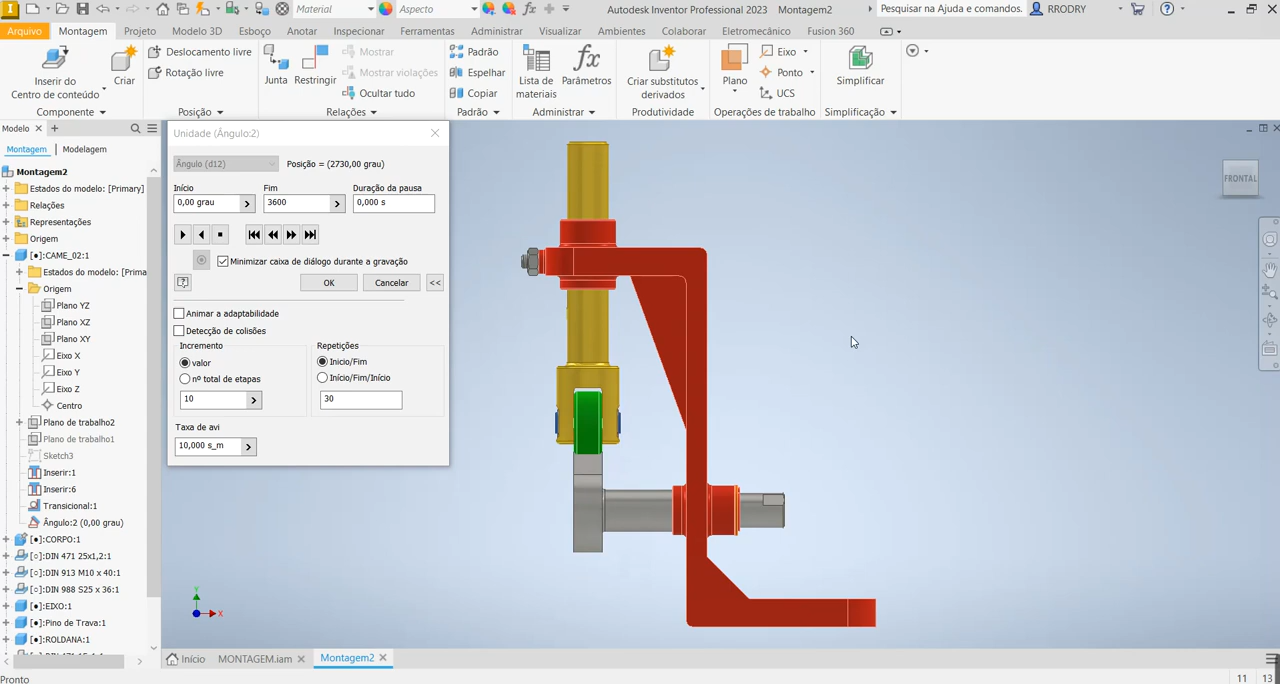 Material
Aspecto
fx
Autodesk Inventor Professional 2023
Montagem2
Pesquisar na Ajuda e comandos.
RRODRY
Arquivo
Montagem
Projeto
Modelo 3D
Esboço
Anotar
Inspecionar
Ferramentas
Administrar
Visualizar
Ambientes
Colaborar
Eletromecânico
Fusion 360
Inserir do
Centro de conteúdo
Criar
Componente
Deslocamento livre
Rotação livre
Posição
Junta
Restringir
Mostrar
Mostrar violações
Ocultar tudo
Relações
Padrão
Espelhar
Copiar
Padrão
Lista de
materiais
fx
Parâmetros
Administrar
Criar substitutos
derivados
Produtividade
Plano
Eixo
Ponto
UCS
Operações de trabalho
Simplificar
Simplificação
Modelo
Montagem
Modelagem
Montagem2
Estados do modelo: [Primary]
Relações
Representações
Origem
[●]:CAME_02:1
Estados do modelo: [Prima
Origem
Plano YZ
Plano XZ
Plano XY
Eixo X
Eixo Y
Eixo Z
Centro
Plano de trabalho2
Plano de trabalho1
Sketch3
Inserir:1
Inserir:6
Transicional:1
Ângulo:2 (0,00 grau)
[●]:CORPO:1
[○]:DIN 471 25x1,2:1
[○]:DIN 913 M10 x 40:1
[○]:DIN 988 S25 x 36:1
[●]:EIXO:1
[●]:Pino de Trava:1
[●]:ROLDANA:1
Unidade (Ângulo:2)
Ângulo (d12)
Posição = (2730,00 grau)
Início
Fim
Duração da pausa
0,00 grau
3600
0,000 s
Minimizar caixa de diálogo durante a gravação
OK
Cancelar
<<
Animar a adaptabilidade
Detecção de colisões
Incremento
valor
nº total de etapas
10
Repetições
Inicio/Fim
Início/Fim/Início
30
Taxa de avi
10,000 s_m
FRONTAL
Y
X
Início
MONTAGEM.iam
Montagem2
Pronto
11
13